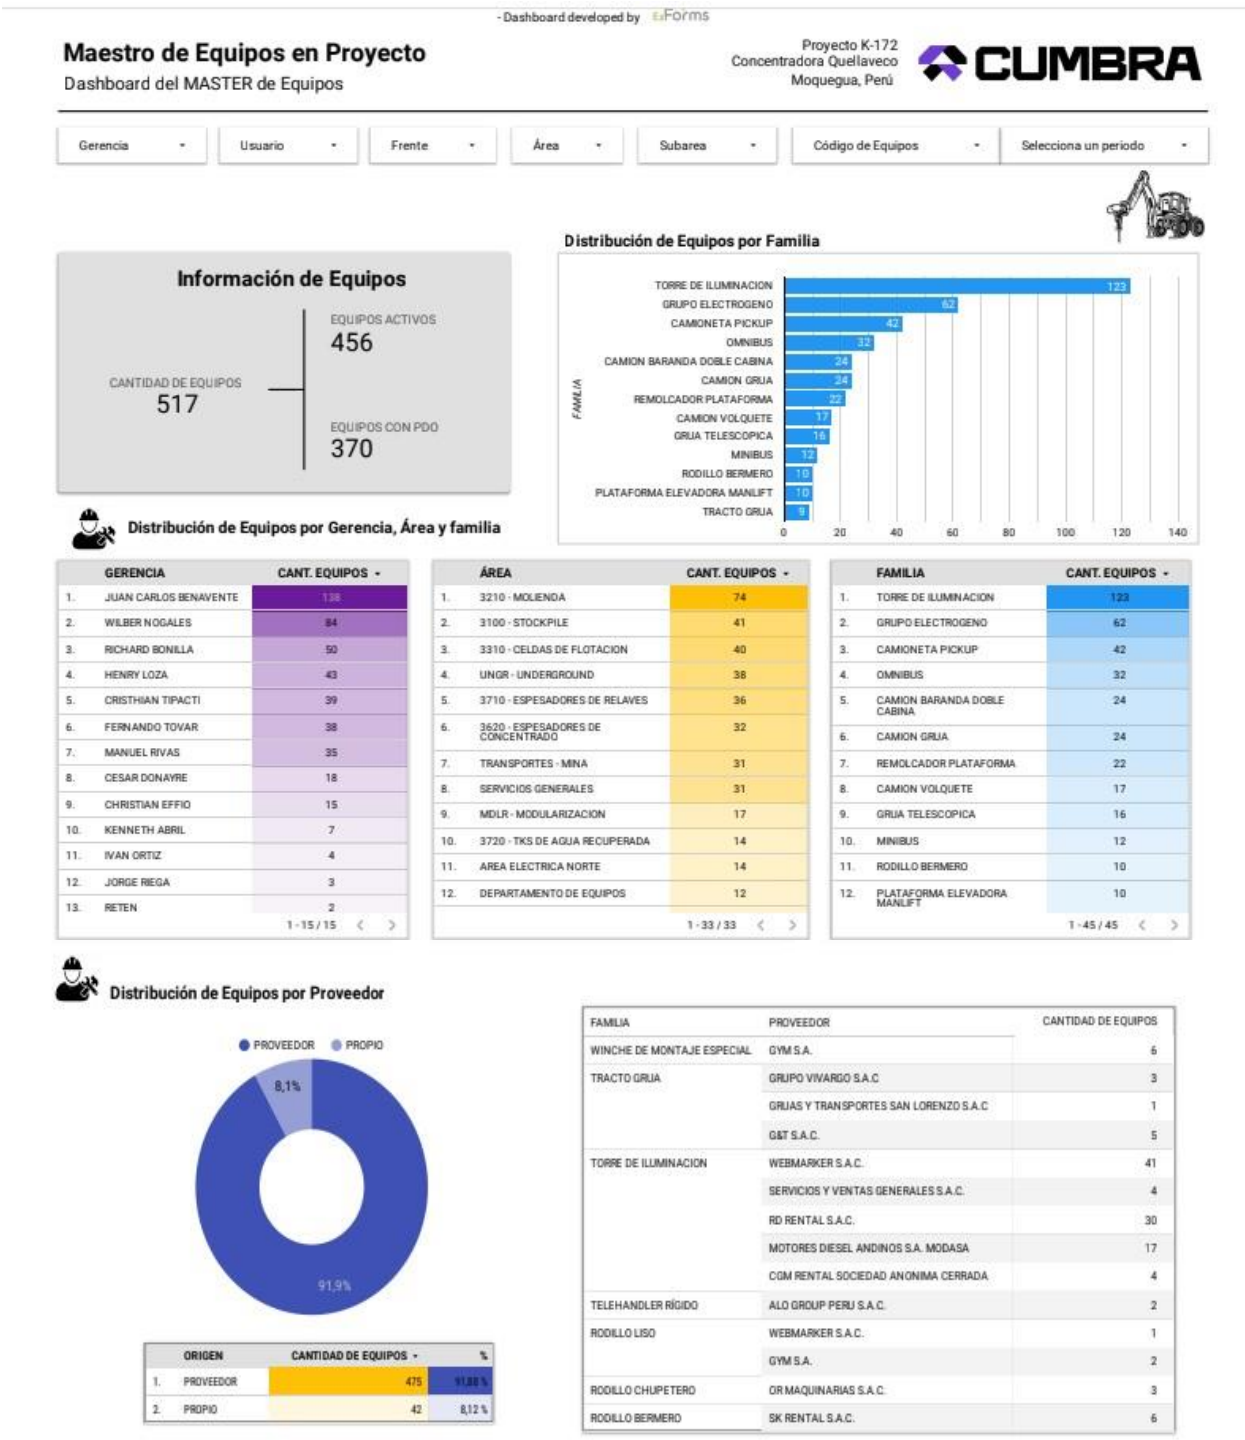 - Dashboard developed by EsForms
Maestro de Equipos en Proyecto
Dashboard del MASTER de Equipos
Proyecto K-172
Concentradora Quellaveco
Moquegua, Perú
CUMBRA
Gerencia
Usuario
Frente
Área
Subarea
Código de Equipos
Selecciona un periodo
Información de Equipos
CANTIDAD DE EQUIPOS
517
EQUIPOS ACTIVOS
456
EQUIPOS CON PDO
370
Distribución de Equipos por Familia
FAMILIA
TORRE DE ILUMINACION 123
GRUPO ELECTROGENO 62
CAMIONETA PICKUP 42
OMNIBUS 32
CAMION BARANDA DOBLE CABINA 24
CAMION GRUA 24
REMOLCADOR PLATAFORMA 22
CAMION VOLQUETE 17
GRUA TELESCOPICA 16
MINIBUS 12
RODILLO BERMERO 10
PLATAFORMA ELEVADORA MANLIFT 10
TRACTO GRUA 9
0 20 40 60 80 100 120 140
Distribución de Equipos por Gerencia, Área y familia
GERENCIA CANT. EQUIPOS
1. JUAN CARLOS BENAVENTE 138
2. WILBER NOGALES 84
3. RICHARD BONILLA 50
4. HENRY LOZA 43
5. CRISTHIAN TIPACTI 39
6. FERNANDO TOVAR 38
7. MANUEL RIVAS 35
8. CESAR DONAYRE 18
9. CHRISTIAN EFFIO 15
10. KENNETH ABRIL 7
11. IVAN ORTIZ 4
12. JORGE RIEGA 3
13. RETEN 2
1 - 15 / 15 < >
ÁREA CANT. EQUIPOS
1. 3210 - MOLIENDA 74
2. 3100 - STOCKPILE 41
3. 3310 - CELDAS DE FLOTACION 40
4. UNGR - UNDERGROUND 38
5. 3710 - ESPESADORES DE RELAVES 36
6. 3620 - ESPESADORES DE 32
CONCENTRADO
7. TRANSPORTES - MINA 31
8. SERVICIOS GENERALES 31
9. MDLR - MODULARIZACION 17
10. 3720 - TKS DE AGUA RECUPERADA 14
11. AREA ELECTRICA NORTE 14
12. DEPARTAMENTO DE EQUIPOS 12
1 - 33 / 33 < >
FAMILIA CANT. EQUIPOS
1. TORRE DE ILUMINACION 123
2. GRUPO ELECTROGENO 62
3. CAMIONETA PICKUP 42
4. OMNIBUS 32
5. CAMION BARANDA DOBLE 24
CABINA
6. CAMION GRUA 24
7. REMOLCADOR PLATAFORMA 22
8. CAMION VOLQUETE 17
9. GRUA TELESCOPICA 16
10. MINIBUS 12
11. RODILLO BERMERO 10
12. PLATAFORMA ELEVADORA 10
MANLIFT
1 - 45 / 45 < >
Distribución de Equipos por Proveedor
PROVEEDOR PROPIO
8,1%
91,9%
ORIGEN CANTIDAD DE EQUIPOS %
1. PROVEEDOR 475 91,88 %
2. PROPIO 42 8,12 %
FAMILIA PROVEEDOR CANTIDAD DE EQUIPOS
WINCHE DE MONTAJE ESPECIAL GYM S.A. 6
TRACTO GRUA GRUPO VIVARGO S.A.C 3
GRUAS Y TRANSPORTES SAN LORENZO S.A.C 1
G&T S.A.C. 5
TORRE DE ILUMINACION WEBMARKER S.A.C. 41
SERVICIOS Y VENTAS GENERALES S.A.C. 4
RD RENTAL S.A.C. 30
MOTORES DIESEL ANDINOS S.A. MODASA 17
CGM RENTAL SOCIEDAD ANONIMA CERRADA 4
TELEHANDLER RÍGIDO ALO GROUP PERU S.A.C. 2
RODILLO LISO WEBMARKER S.A.C. 1
GYM S.A. 2
RODILLO CHUPETERO OR MAQUINARIAS S.A.C. 3
RODILLO BERMERO SK RENTAL S.A.C. 6